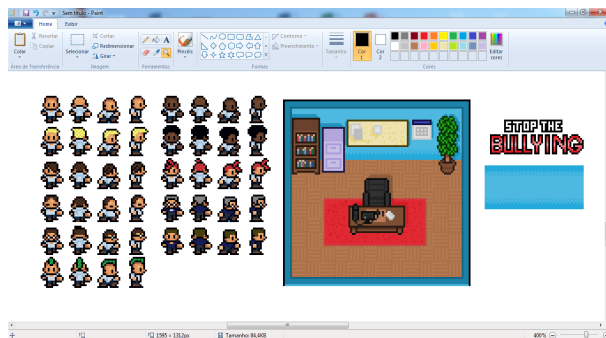 Sem título - Paint
Home
Exibir
Colar
Recortar
Copiar
Área de Transferência
Selecionar
Cortar
Redimensionar
Girar
Imagem
A
Ferramentas
Pincéis
Contorno
Preenchimento
Formas
Tamanho
Cor
1
Cor
2
Editar
cores
Cores
STOP THE
BULLYING
1595 × 1312px
Tamanho: 84,4KB
400%